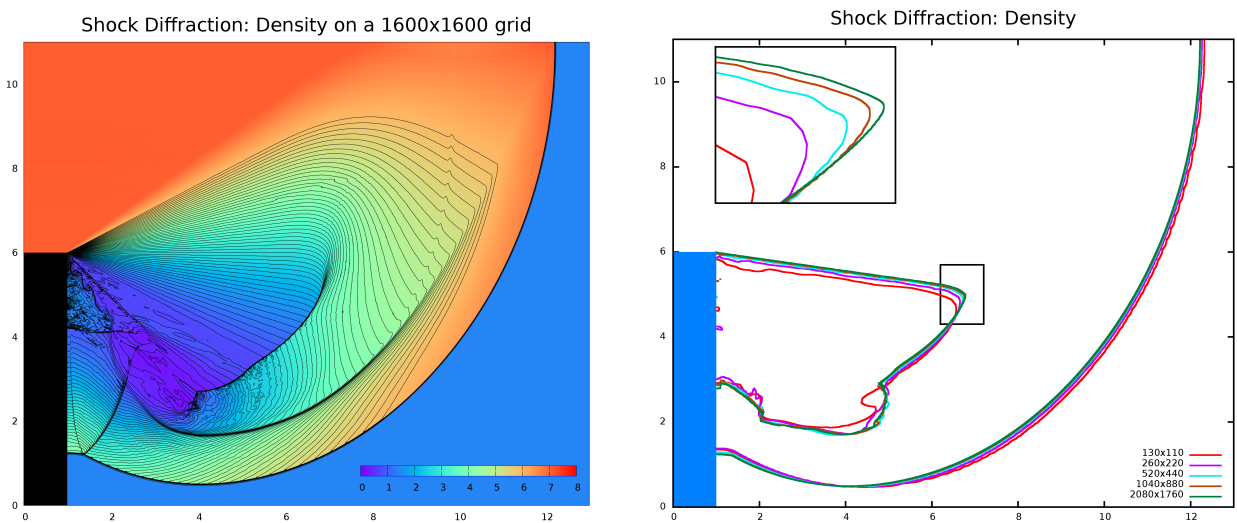 Shock Diffraction: Density on a 1600x1600 grid
10
8
6
4
2
0
0 2 4 6 8 10 12
0 1 2 3 4 5 6 7 8
Shock Diffraction: Density
10
8
6
4
2
0
0 2 4 6 8 10 12
130x110
260x220
520x440
1040x880
2080x1760